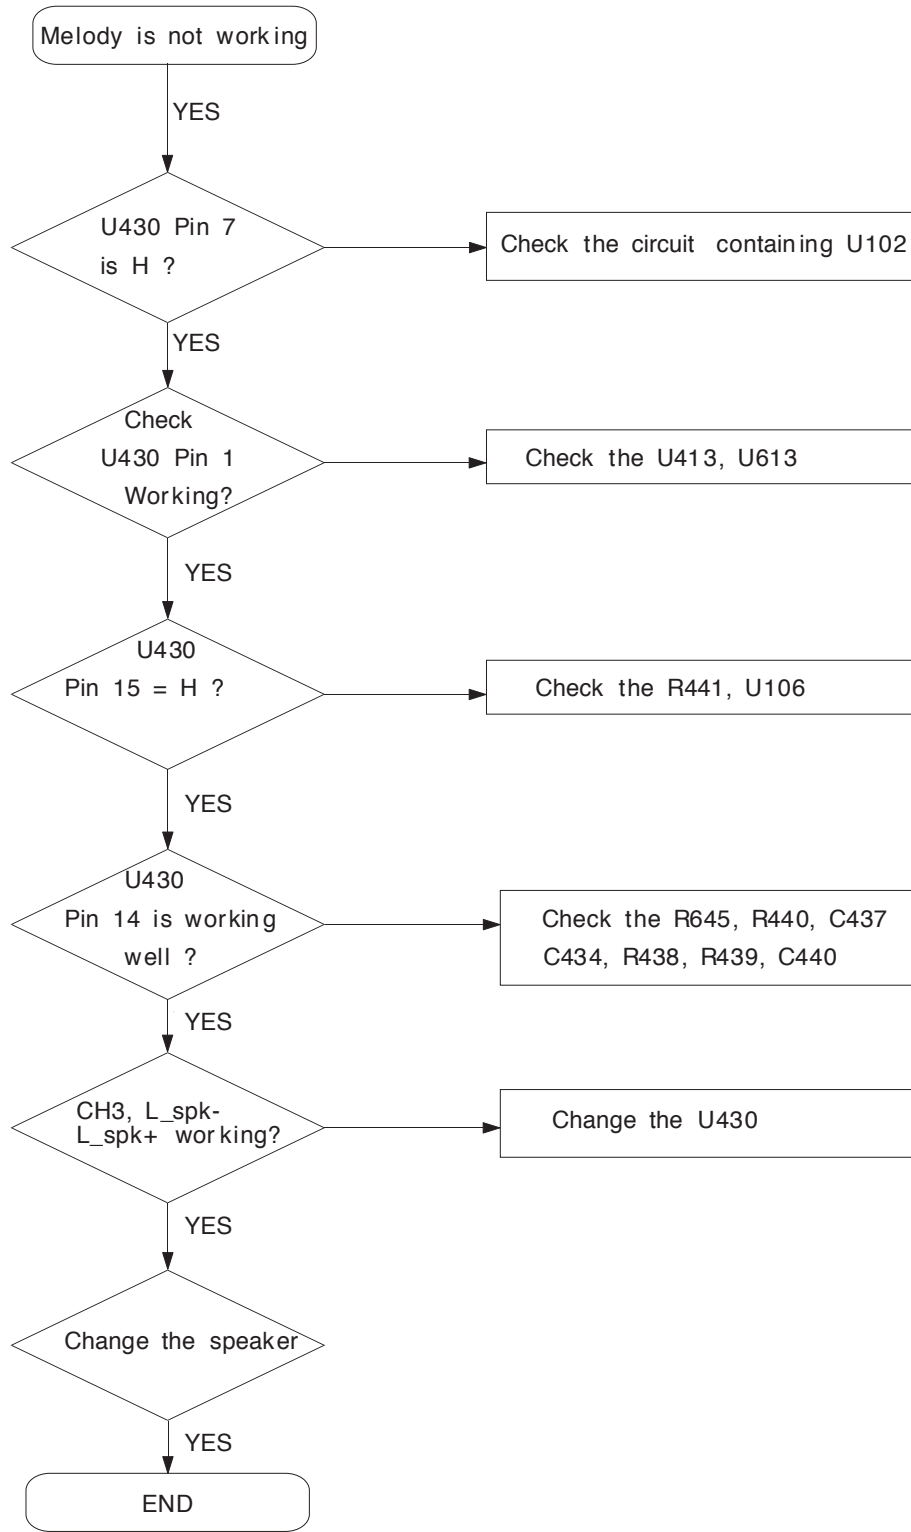 Melody is not working
YES
U430 Pin 7
is H ?
Check the circuit containing U102
YES
Check
U430 Pin 1
Working?
Check the U413, U613
YES
U430
Pin 15 = H ?
Check the R441, U106
YES
U430
Pin 14 is working
well ?
Check the R645, R440, C437
C434, R438, R439, C440
YES
CH3, L_spk-
L_spk+ working?
Change the U430
YES
Change the speaker
YES
END